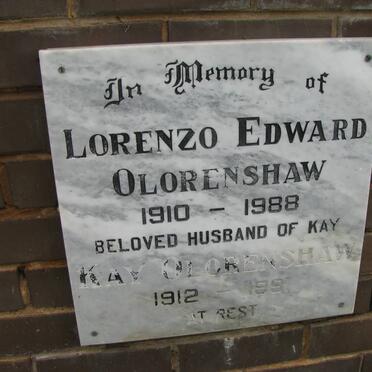 In Memory of
LORENZO EDWARD
OLORENSHAW
1910 - 1988
BELOVED HUSBAND OF KAY
KAY OLORENSHAW
1912 -
AT REST